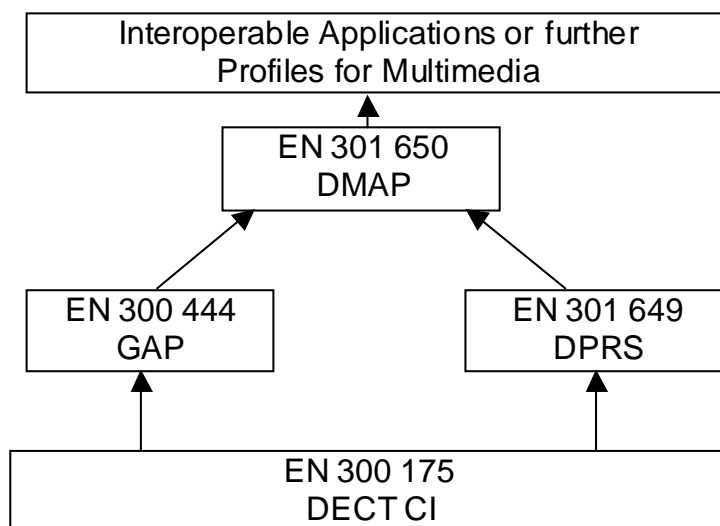 Interoperable Applications or further
Profiles for Multimedia
EN 301 650
DMAP
EN 300 444
GAP
EN 301 649
DPRS
EN 300 175
DECT CI